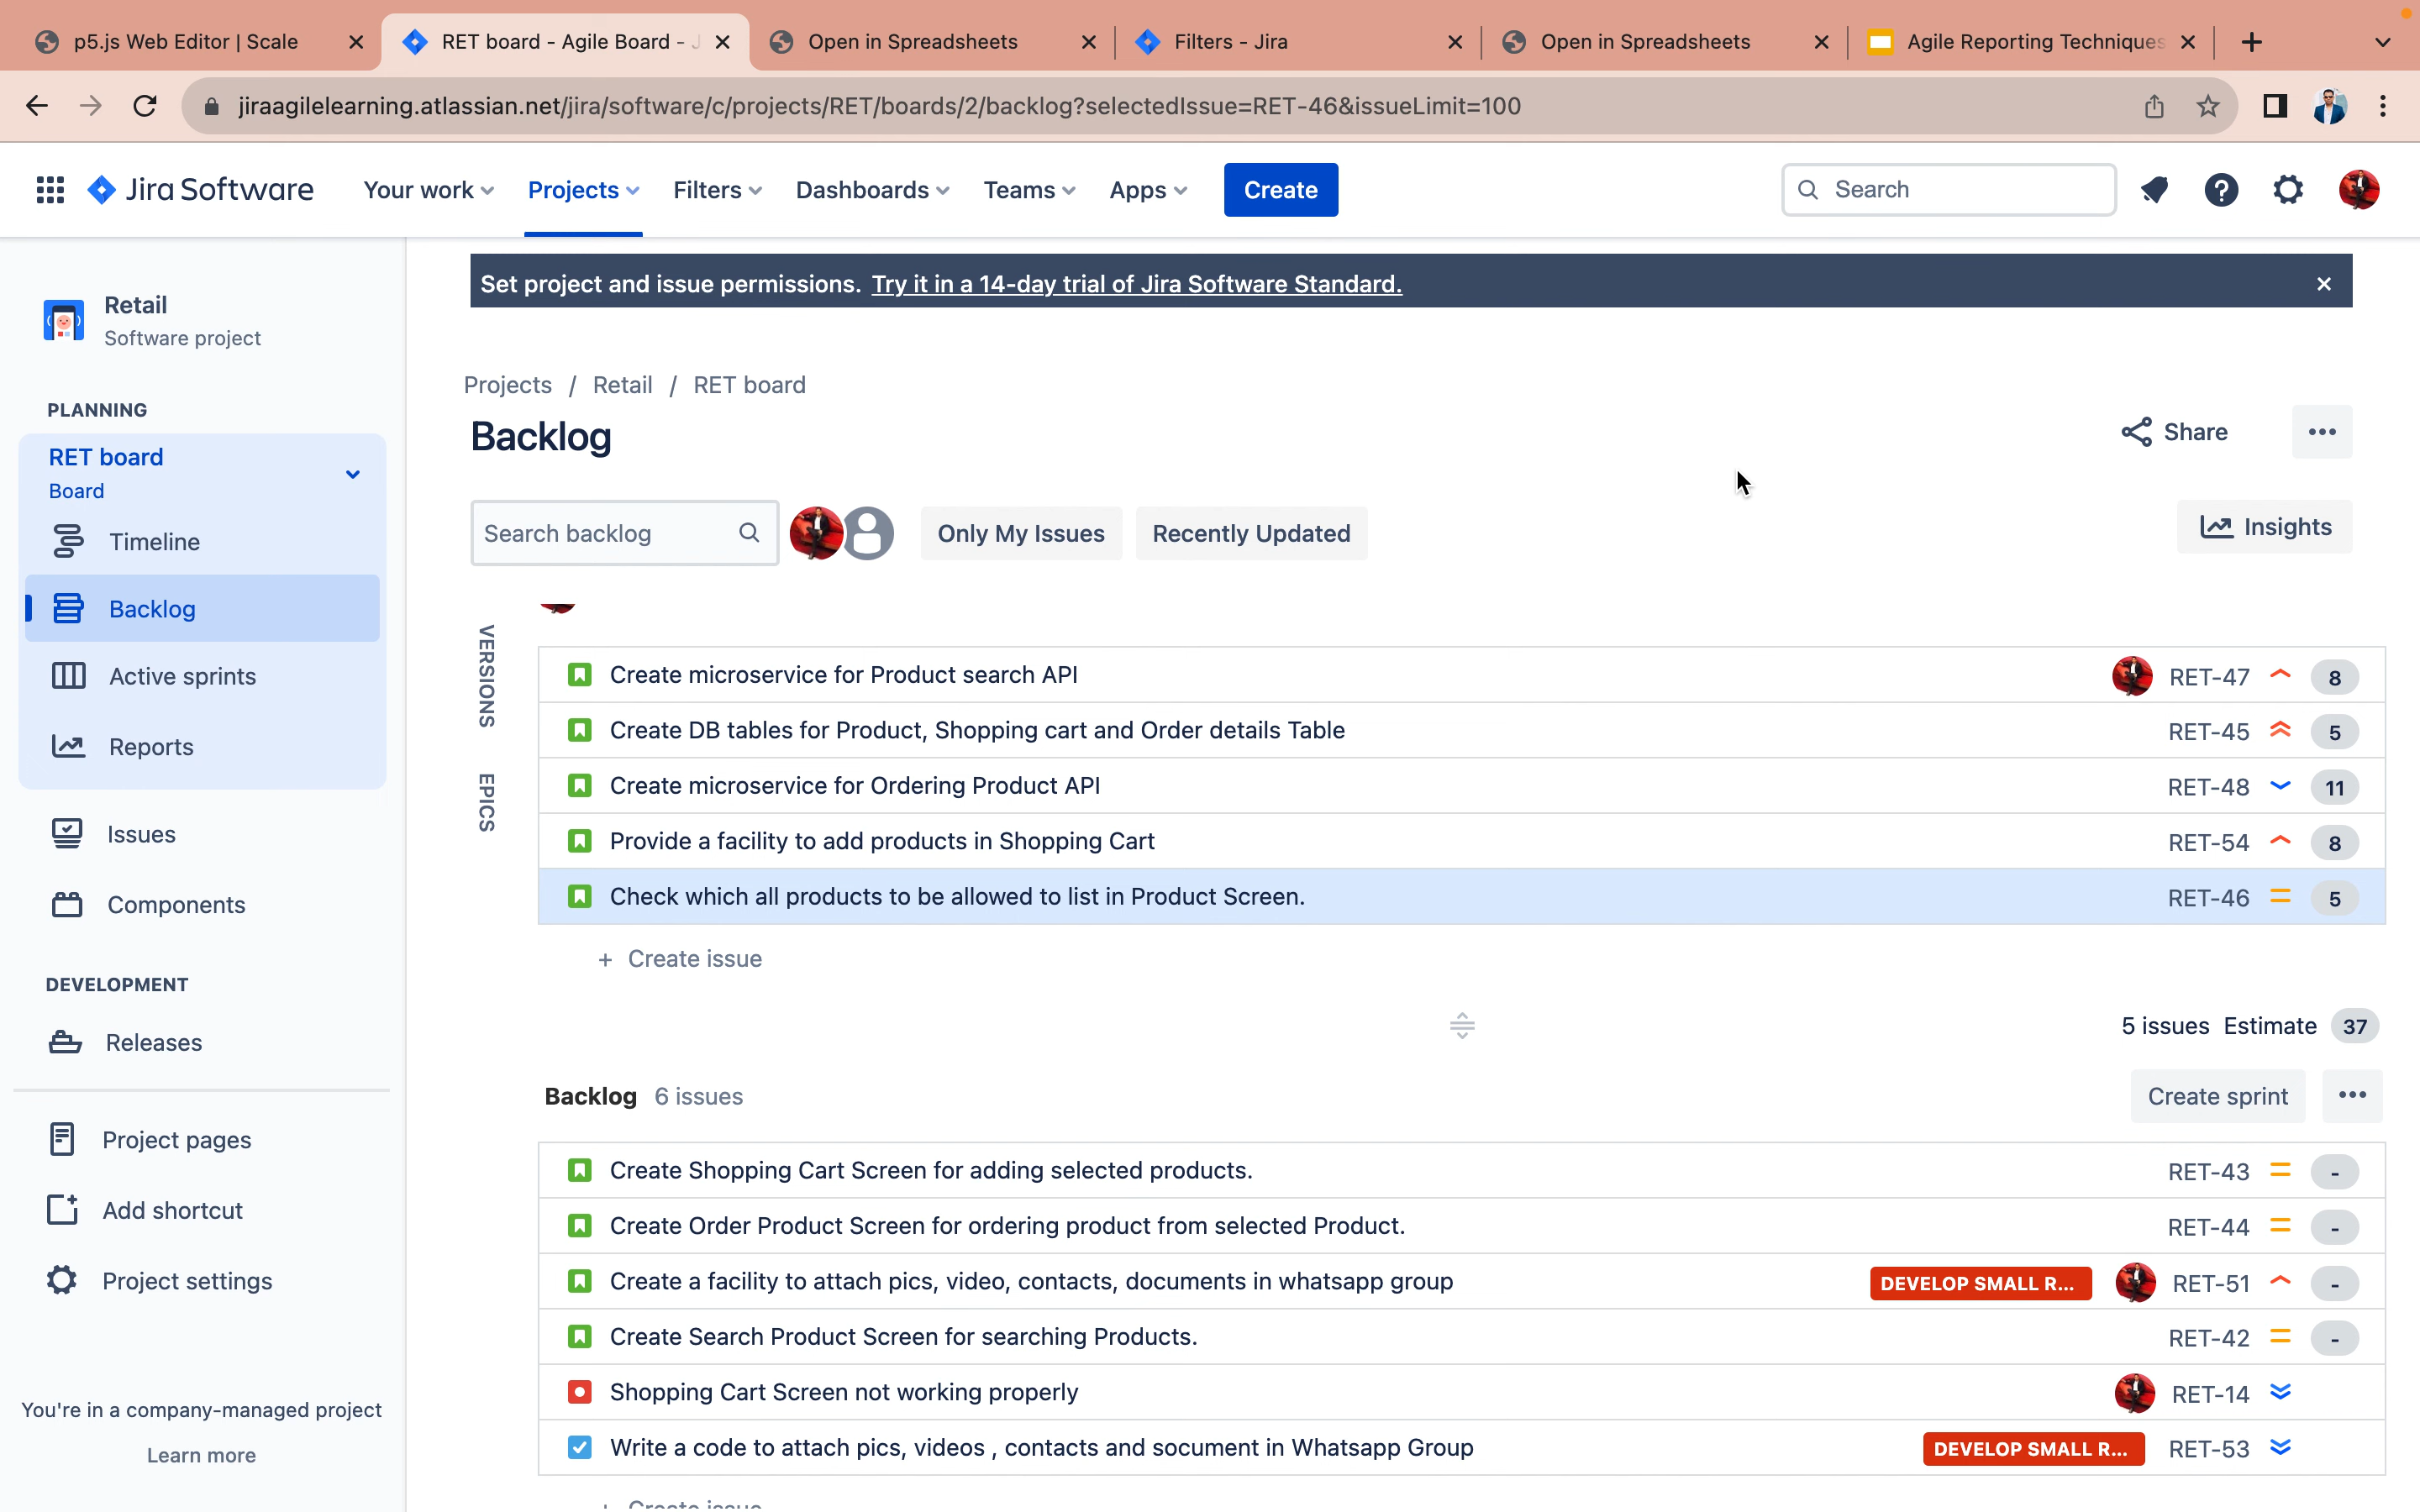 p5.js Web Editor | Scale
RET board - Agile Board - J
Open in Spreadsheets
Filters - Jira
Open in Spreadsheets
Agile Reporting Techniques
jiraagilelearning.atlassian.net/jira/software/c/projects/RET/boards/2/backlog?selectedIssue=RET-46&issueLimit=100
Jira Software
Your work
Projects
Filters
Dashboards
Teams
Apps
Create
Search
Set project and issue permissions. Try it in a 14-day trial of Jira Software Standard.
Retail
Software project
PLANNING
RET board
Board
Timeline
Backlog
Active sprints
Reports
Issues
Components
DEVELOPMENT
Releases
Project pages
Add shortcut
Project settings
You're in a company-managed project
Learn more
Projects / Retail / RET board
Backlog
Share
Search backlog
Only My Issues
Recently Updated
Insights
VERSIONS
EPICS
Create microservice for Product search API RET-47 8
Create DB tables for Product, Shopping cart and Order details Table RET-45 5
Create microservice for Ordering Product API RET-48 11
Provide a facility to add products in Shopping Cart RET-54 8
Check which all products to be allowed to list in Product Screen. RET-46 5
+ Create issue
5 issues Estimate 37
Backlog 6 issues
Create sprint
Create Shopping Cart Screen for adding selected products. RET-43 -
Create Order Product Screen for ordering product from selected Product. RET-44 -
Create a facility to attach pics, video, contacts, documents in whatsapp group DEVELOP SMALL R... RET-51 -
Create Search Product Screen for searching Products. RET-42 -
Shopping Cart Screen not working properly RET-14
Write a code to attach pics, videos , contacts and socument in Whatsapp Group DEVELOP SMALL R... RET-53
+ Create issue